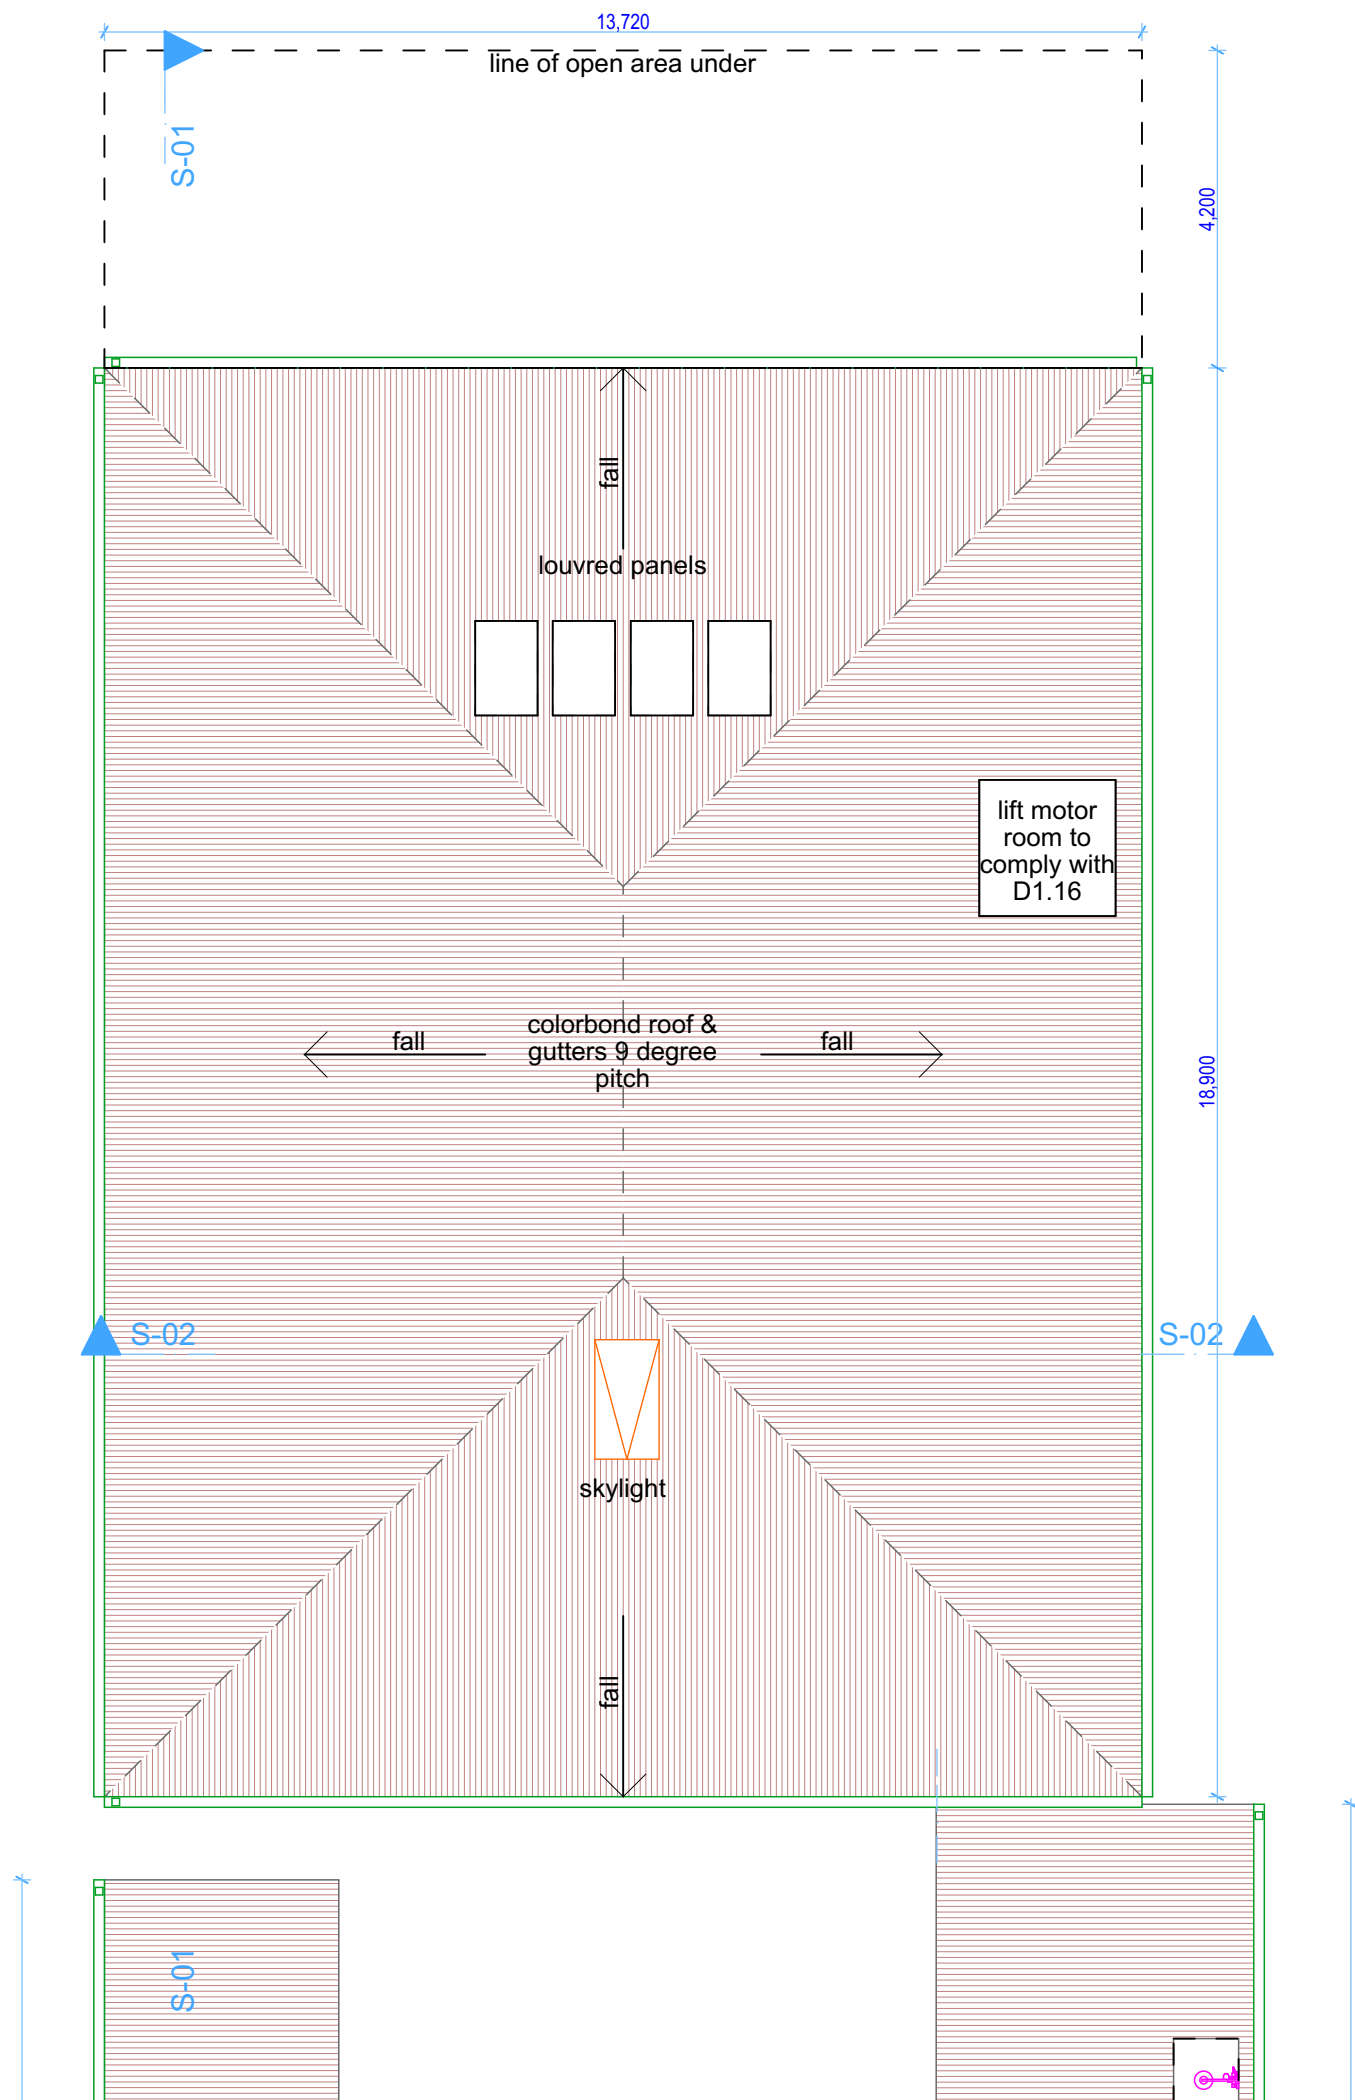 13,720
line of open area under
S-01
4,200
fall
louvred panels
lift motor
room to
comply with
D1.16
fall
colorbond roof &
gutters 9 degree
pitch
fall
18,900
S-02
S-02
skylight
fall
S-01